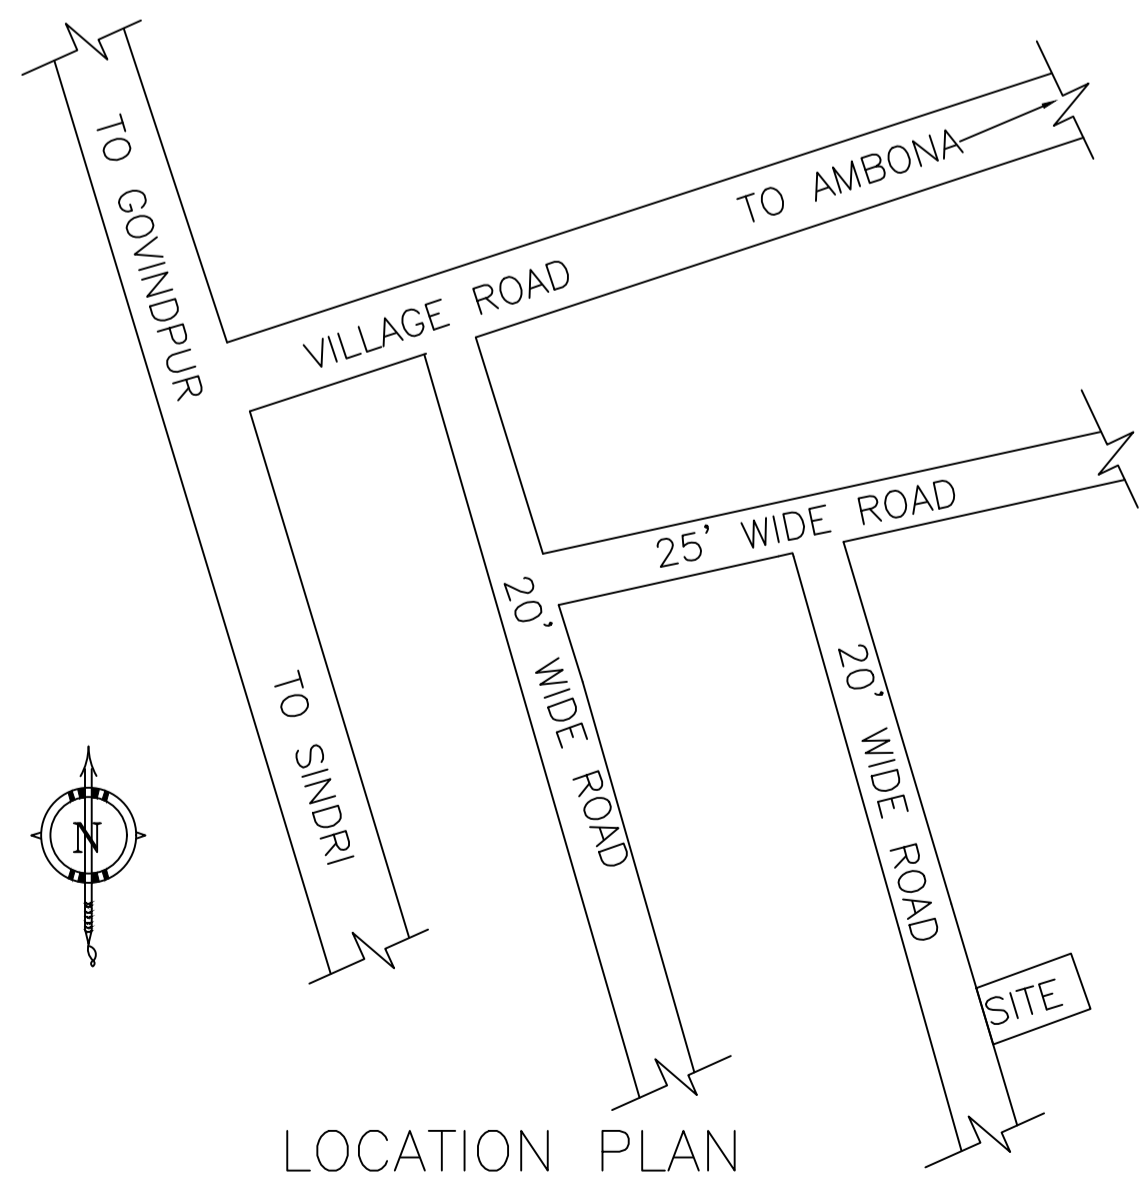 TO GOVINDPUR
TO AMBONA
VILLAGE ROAD
25' WIDE ROAD
20' WIDE ROAD
20' WIDE ROAD
TO SINDRI
N
SITE
LOCATION PLAN